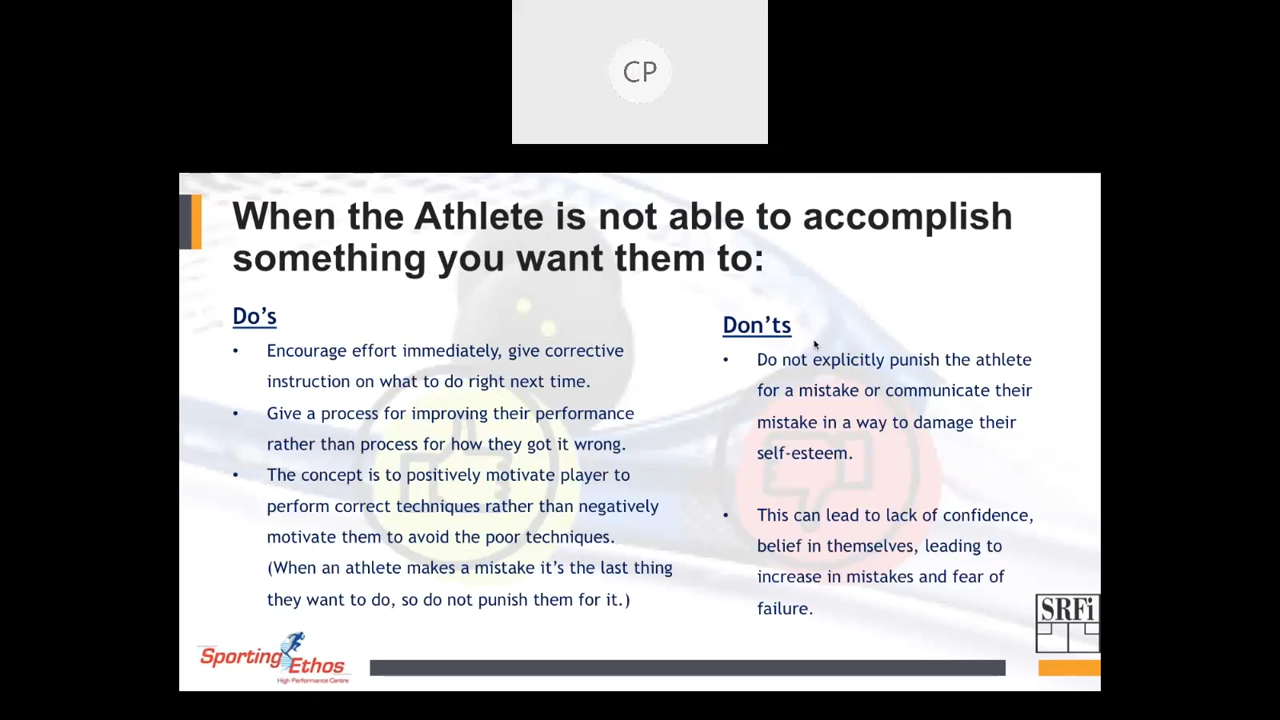 CP
When the Athlete is not able to accomplish
something you want them to:
Do's
• Encourage effort immediately, give corrective
instruction on what to do right next time.
• Give a process for improving their performance
rather than process for how they got it wrong.
• The concept is to positively motivate player to
perform correct techniques rather than negatively
motivate them to avoid the poor techniques.
(When an athlete makes a mistake it's the last thing
they want to do, so do not punish them for it.)
Don'ts
• Do not explicitly punish the athlete
for a mistake or communicate their
mistake in a way to damage their
self-esteem.
• This can lead to lack of confidence,
belief in themselves, leading to
increase in mistakes and fear of
failure.
SRFi
Sporting Ethos
High Performance Centre